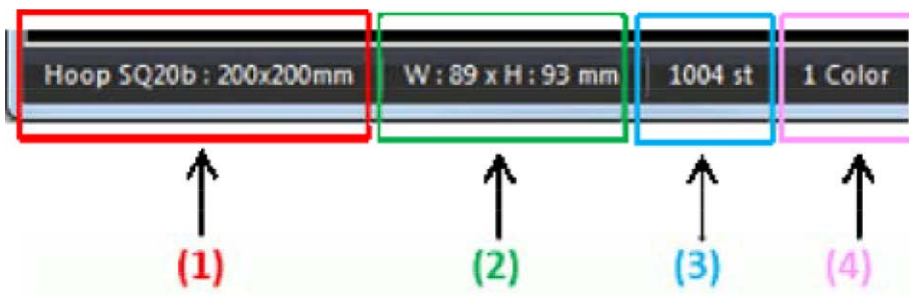 Hoop SQ20b : 200x200mm W : 89 x H : 93 mm 1004 st 1 Color
(1) (2) (3) (4)